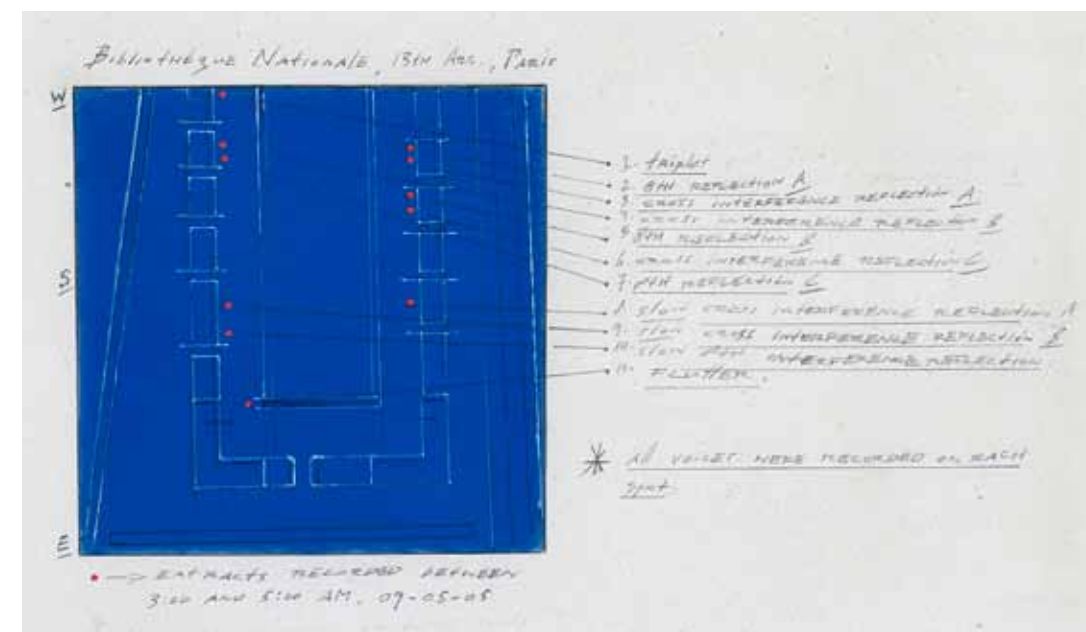 Bibliothèque Nationale, 13th Arr., Paris
W
S
E
1. triplet
2. 8th REFLECTION A
3. CROSS INTERFERENCE REFLECTION A
4. CROSS INTERFERENCE REFLECTION B
5. 8th REFLECTION B
6. CROSS INTERFERENCE REFLECTION C
7. 8th REFLECTION C
8. slow CROSS INTERFERENCE REFLECTION A
9. slow CROSS INTERFERENCE REFLECTION B
10. slow INTERFERENCE REFLECTION
11. FLUTTER.
* All VOICES WERE RECORDED ON EACH
spot
EXTRACTS RECORDED BETWEEN
3:00 AND 5:00 AM. 09-05-05